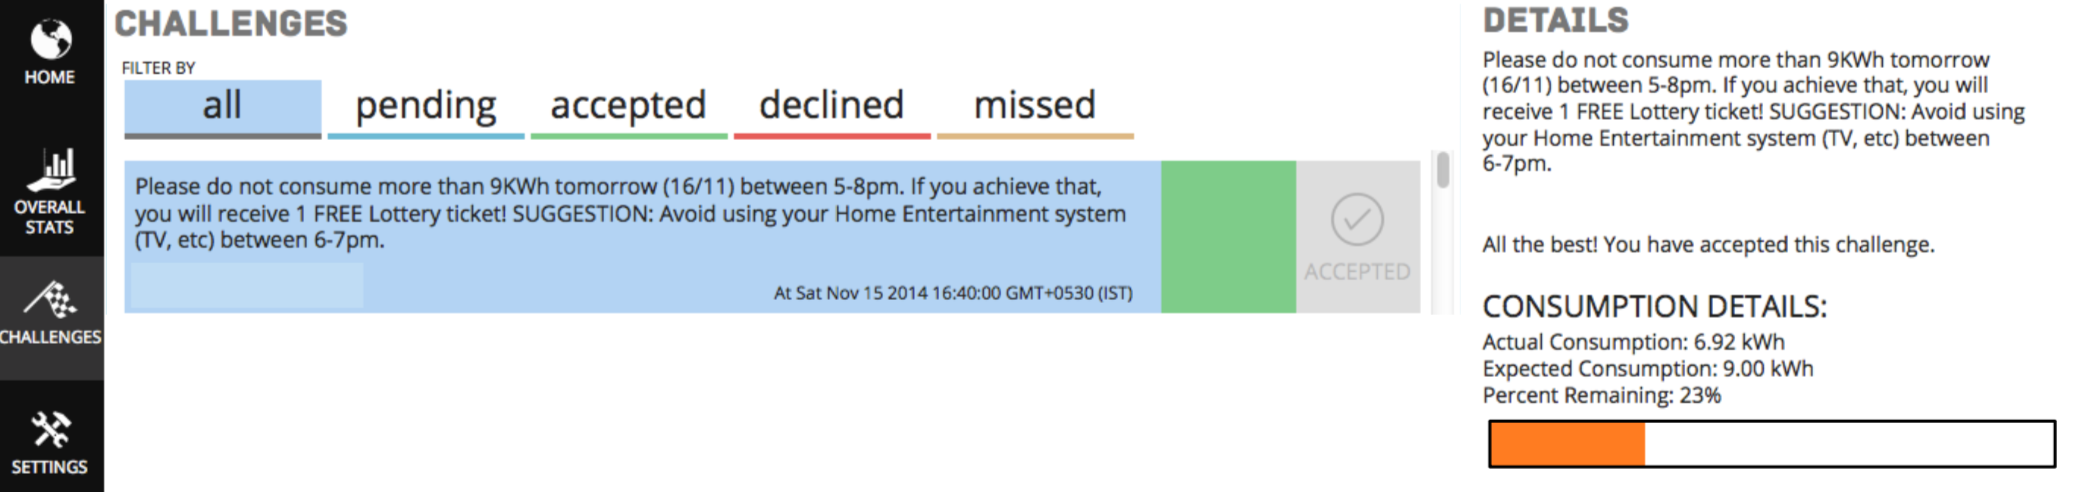 HOME
OVERALL
STATS
CHALLENGES
SETTINGS
CHALLENGES
FILTER BY
all pending accepted declined missed
Please do not consume more than 9KWh tomorrow (16/11) between 5-8pm. If you achieve that,
you will receive 1 FREE Lottery ticket! SUGGESTION: Avoid using your Home Entertainment system
(TV, etc) between 6-7pm.
At Sat Nov 15 2014 16:40:00 GMT+0530 (IST)
ACCEPTED
DETAILS
Please do not consume more than 9KWh tomorrow
(16/11) between 5-8pm. If you achieve that, you will
receive 1 FREE Lottery ticket! SUGGESTION: Avoid using
your Home Entertainment system (TV, etc) between
6-7pm.
All the best! You have accepted this challenge.
CONSUMPTION DETAILS:
Actual Consumption: 6.92 kWh
Expected Consumption: 9.00 kWh
Percent Remaining: 23%